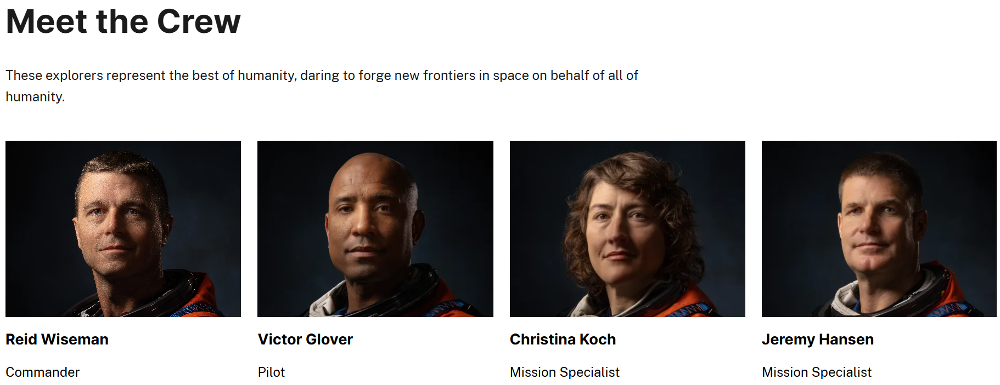 Meet the Crew
These explorers represent the best of humanity, daring to forge new frontiers in space on behalf of all of
humanity.
Reid Wiseman
Commander
Victor Glover
Pilot
Christina Koch
Mission Specialist
Jeremy Hansen
Mission Specialist